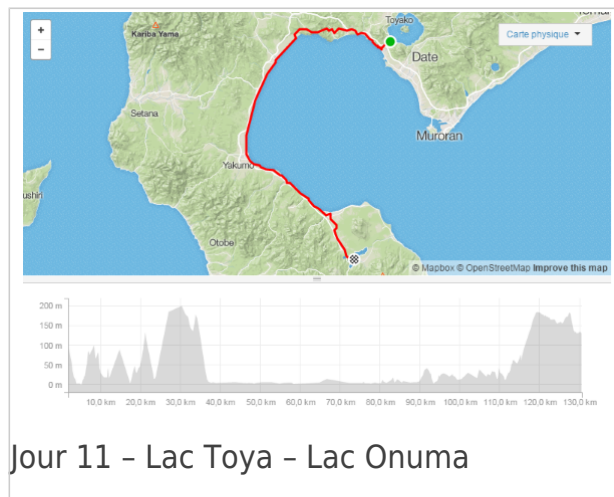 +
−
Kariba Yama
Toyako
Carte physique
Date
Muroran
Setana
Yakumo
ushiri
Otobe
© Mapbox © OpenStreetMap Improve this map
200 m
150 m
100 m
50 m
0 m
10,0 km 20,0 km 30,0 km 40,0 km 50,0 km 60,0 km 70,0 km 80,0 km 90,0 km 100,0 km 110,0 km 120,0 km 130,0 km
Jour 11 – Lac Toya – Lac Onuma